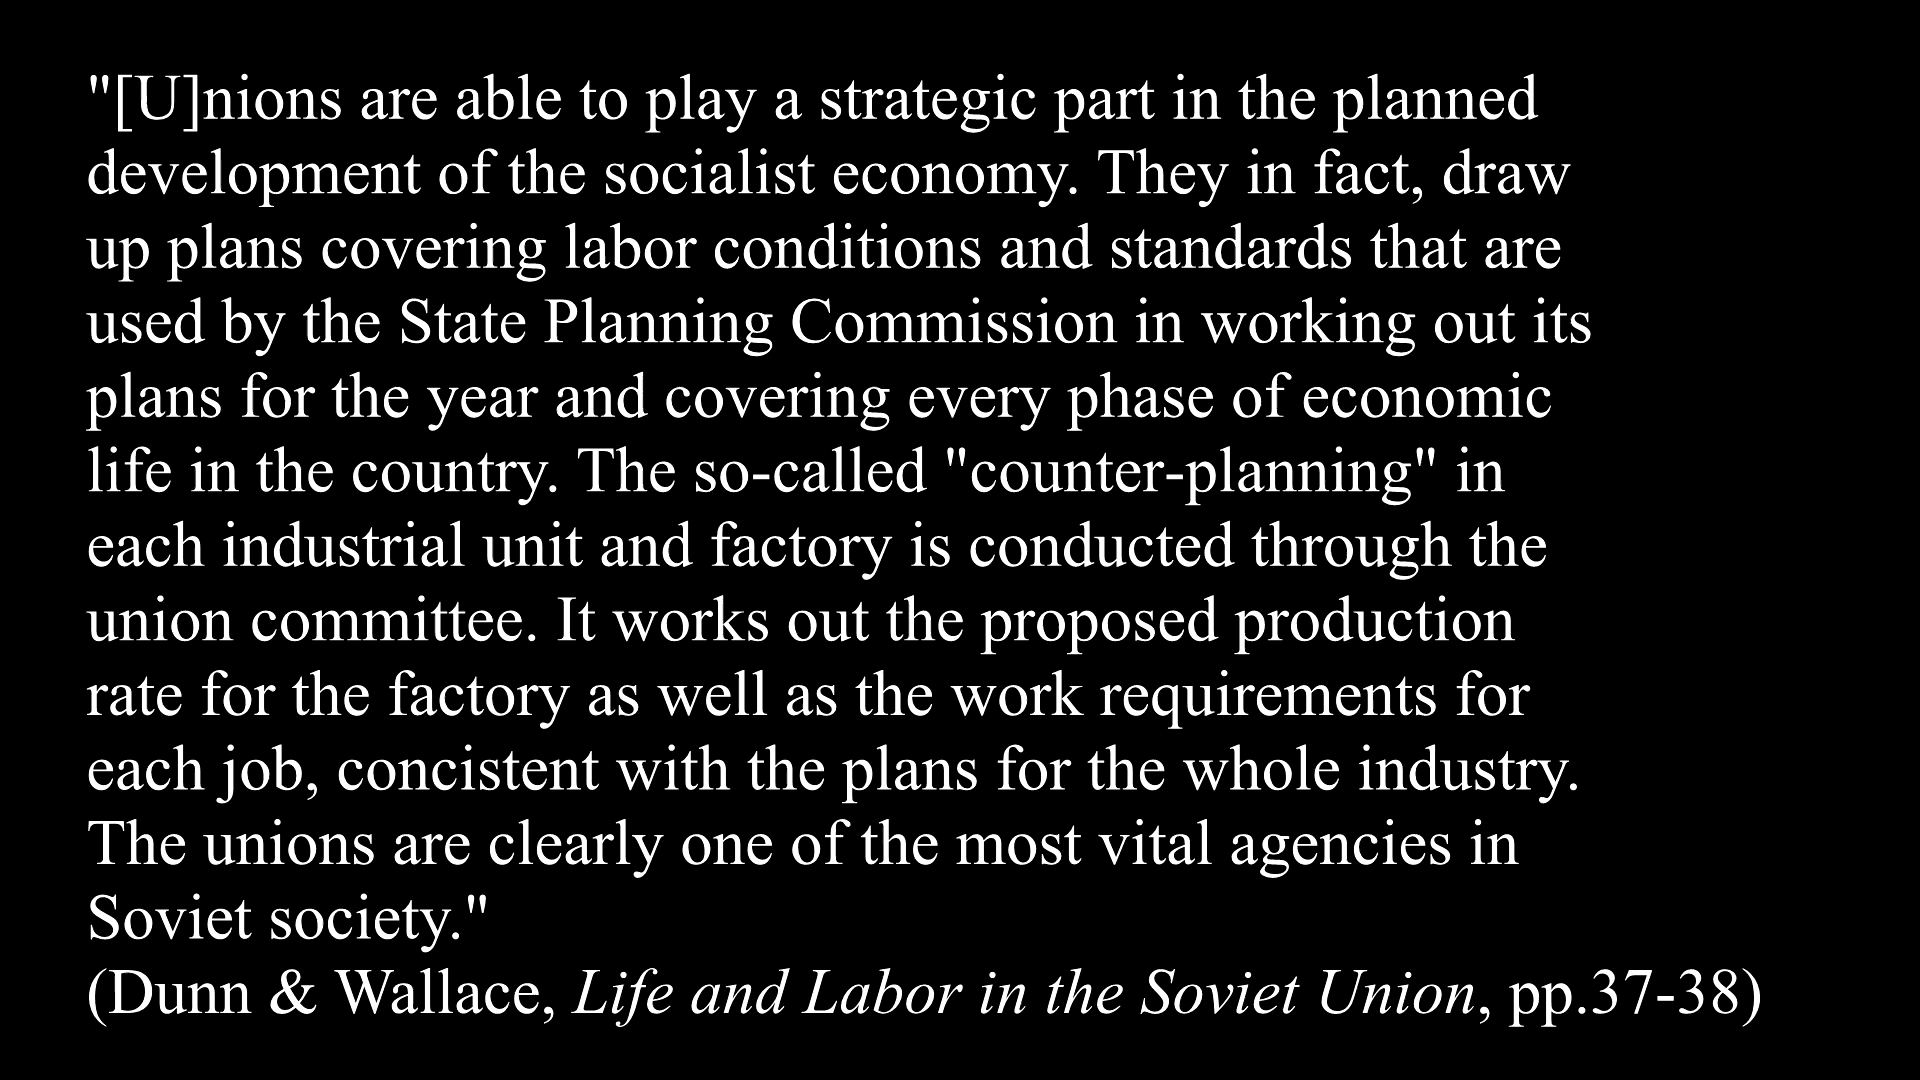 "[U]nions are able to play a strategic part in the planned
development of the socialist economy. They in fact, draw
up plans covering labor conditions and standards that are
used by the State Planning Commission in working out its
plans for the year and covering every phase of economic
life in the country. The so-called "counter-planning" in
each industrial unit and factory is conducted through the
union committee. It works out the proposed production
rate for the factory as well as the work requirements for
each job, concistent with the plans for the whole industry.
The unions are clearly one of the most vital agencies in
Soviet society."
(Dunn & Wallace, Life and Labor in the Soviet Union, pp.37-38)